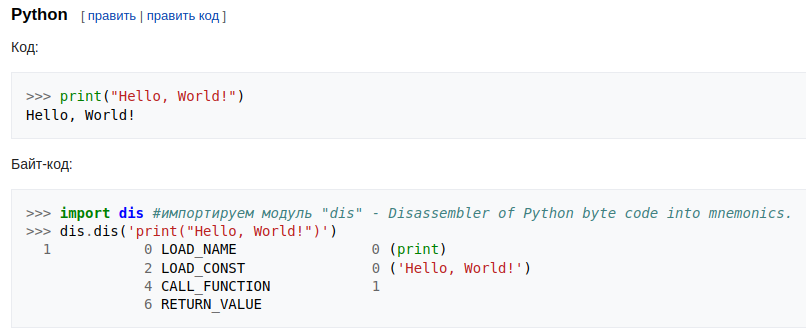 Python [ править | править код ]
Код:
>>> print("Hello, World!")
Hello, World!
Байт-код:
>>> import dis #импортируем модуль "dis" - Disassembler of Python byte code into mnemonics.
>>> dis.dis('print("Hello, World!")')
  1           0 LOAD_NAME                0 (print)
              2 LOAD_CONST               0 ('Hello, World!')
              4 CALL_FUNCTION            1
              6 RETURN_VALUE